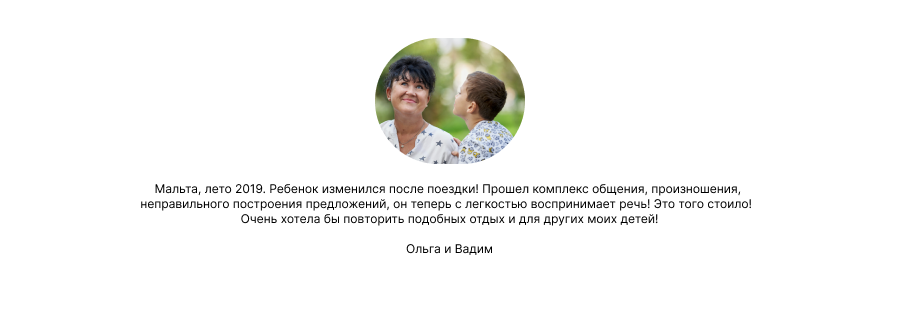 Мальта, лето 2019. Ребенок изменился после поездки! Прошел комплекс общения, произношения,
неправильного построения предложений, он теперь с легкостью воспринимает речь! Это того стоило!
Очень хотела бы повторить подобных отдых и для других моих детей!
Ольга и Вадим